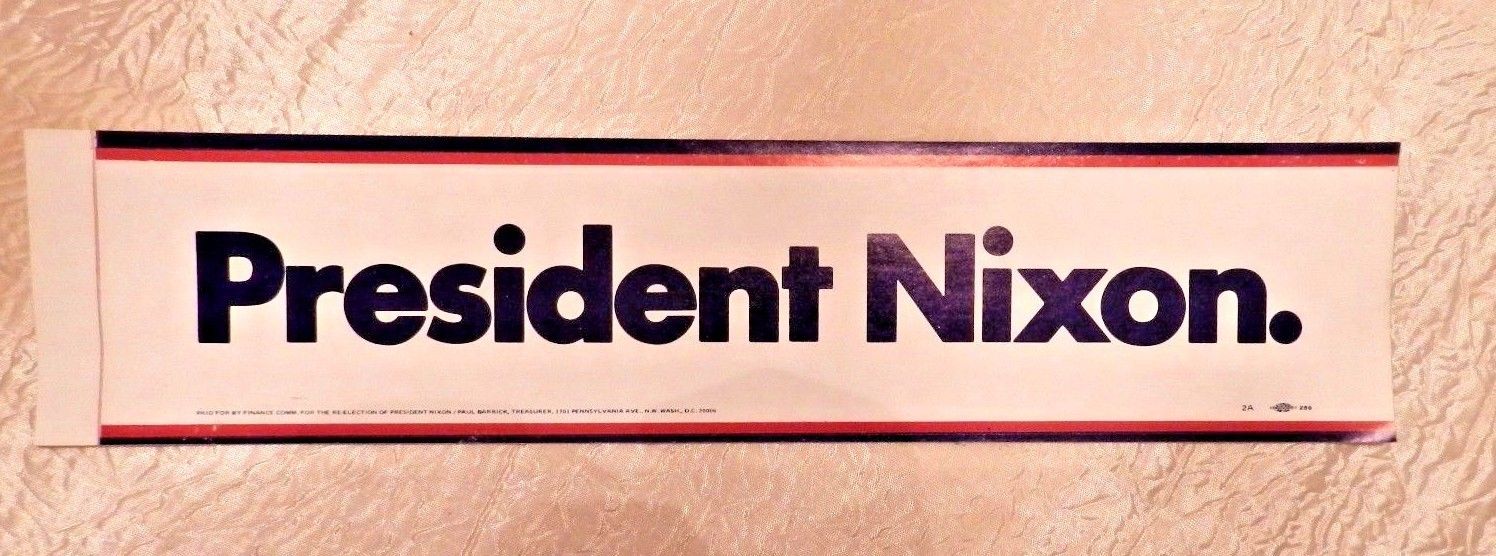 President Nixon.
PAID FOR BY FINANCE COMM. FOR THE RE-ELECTION OF PRESIDENT NIXON / PAUL BARRICK, TREASURER, 1701 PENNSYLVANIA AVE., N.W. WASH., D.C. 20006
2A 286